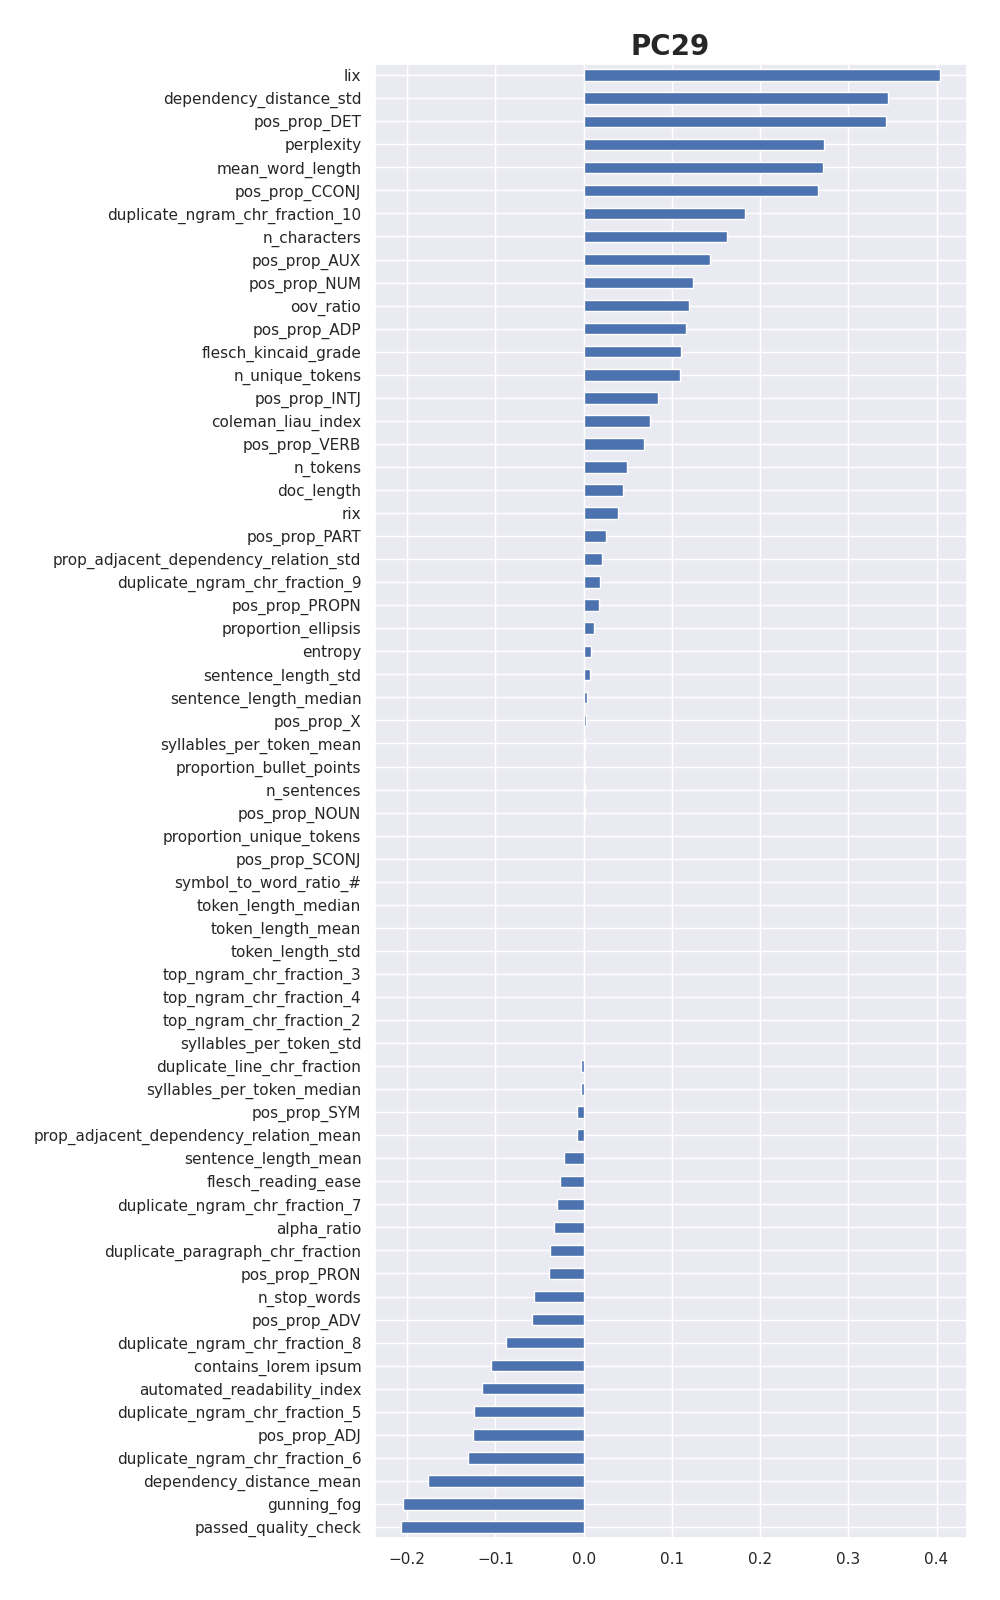 PC29
lix
dependency_distance_std
pos_prop_DET
perplexity
mean_word_length
pos_prop_CCONJ
duplicate_ngram_chr_fraction_10
n_characters
pos_prop_AUX
pos_prop_NUM
oov_ratio
pos_prop_ADP
flesch_kincaid_grade
n_unique_tokens
pos_prop_INTJ
coleman_liau_index
pos_prop_VERB
n_tokens
doc_length
rix
pos_prop_PART
prop_adjacent_dependency_relation_std
duplicate_ngram_chr_fraction_9
pos_prop_PROPN
proportion_ellipsis
entropy
sentence_length_std
sentence_length_median
pos_prop_X
syllables_per_token_mean
proportion_bullet_points
n_sentences
pos_prop_NOUN
proportion_unique_tokens
pos_prop_SCONJ
symbol_to_word_ratio_#
token_length_median
token_length_mean
token_length_std
top_ngram_chr_fraction_3
top_ngram_chr_fraction_4
top_ngram_chr_fraction_2
syllables_per_token_std
duplicate_line_chr_fraction
syllables_per_token_median
pos_prop_SYM
prop_adjacent_dependency_relation_mean
sentence_length_mean
flesch_reading_ease
duplicate_ngram_chr_fraction_7
alpha_ratio
duplicate_paragraph_chr_fraction
pos_prop_PRON
n_stop_words
pos_prop_ADV
duplicate_ngram_chr_fraction_8
contains_lorem ipsum
automated_readability_index
duplicate_ngram_chr_fraction_5
pos_prop_ADJ
duplicate_ngram_chr_fraction_6
dependency_distance_mean
gunning_fog
passed_quality_check
−0.2 −0.1 0.0 0.1 0.2 0.3 0.4